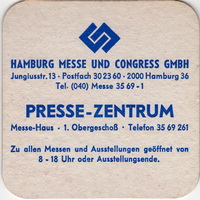 HAMBURG MESSE UND CONGRESS GMBH
Jungiusstr. 13 · Postfach 30 23 60 · 2000 Hamburg 36
Tel. (040) Messe 35 69-1
PRESSE-ZENTRUM
Messe-Haus - 1. Obergeschoß - Telefon 35 69 261
Zu allen Messen und Ausstellungen geöffnet von
8 - 18 Uhr oder Ausstellungsende.